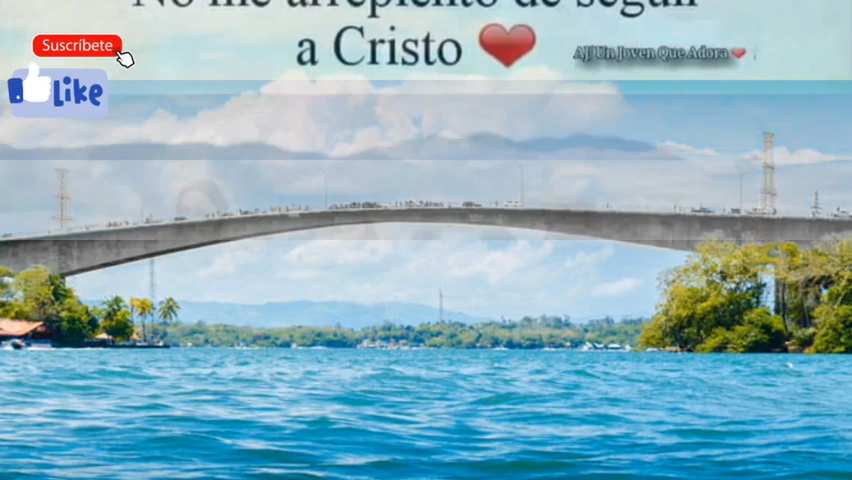 No me arrepiento de seguir
a Cristo
AJ Un Joven Que Adora
Suscríbete
Like